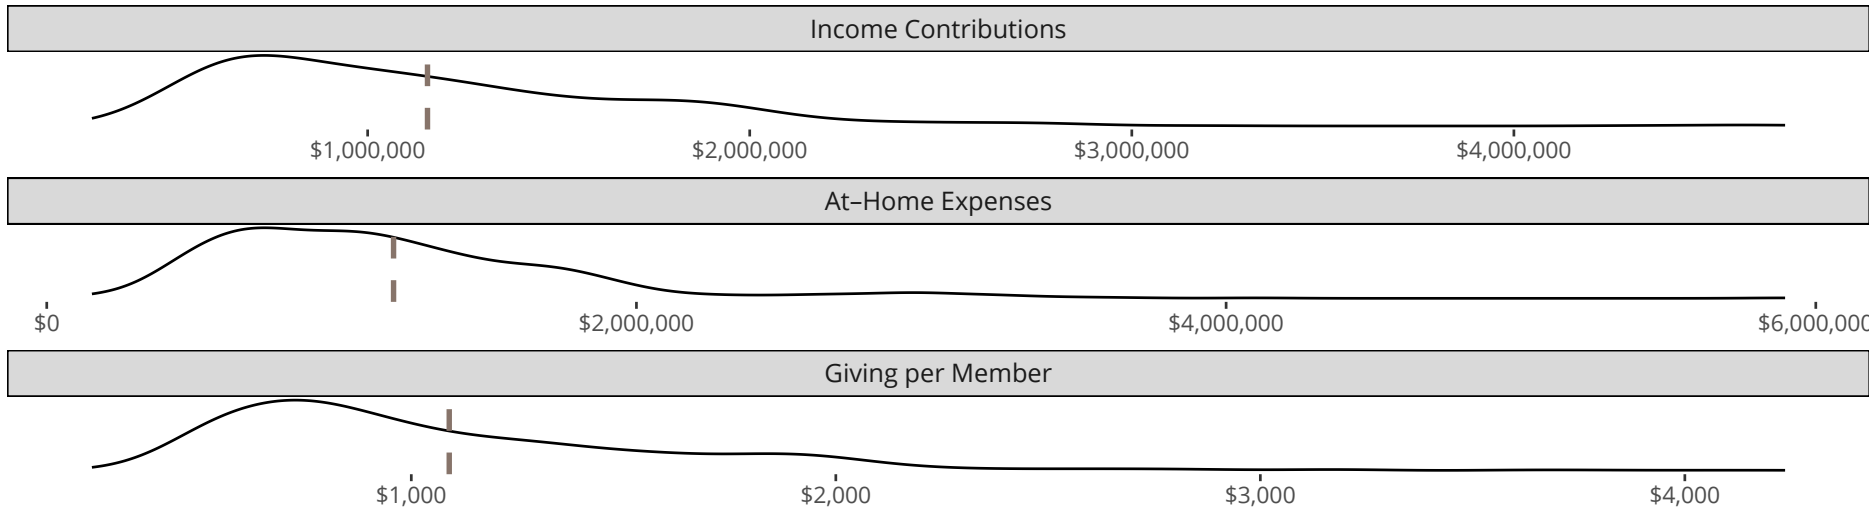 Income Contributions
$1,000,000 $2,000,000 $3,000,000 $4,000,000
At–Home Expenses
$0 $2,000,000 $4,000,000 $6,000,000
Giving per Member
$1,000 $2,000 $3,000 $4,000